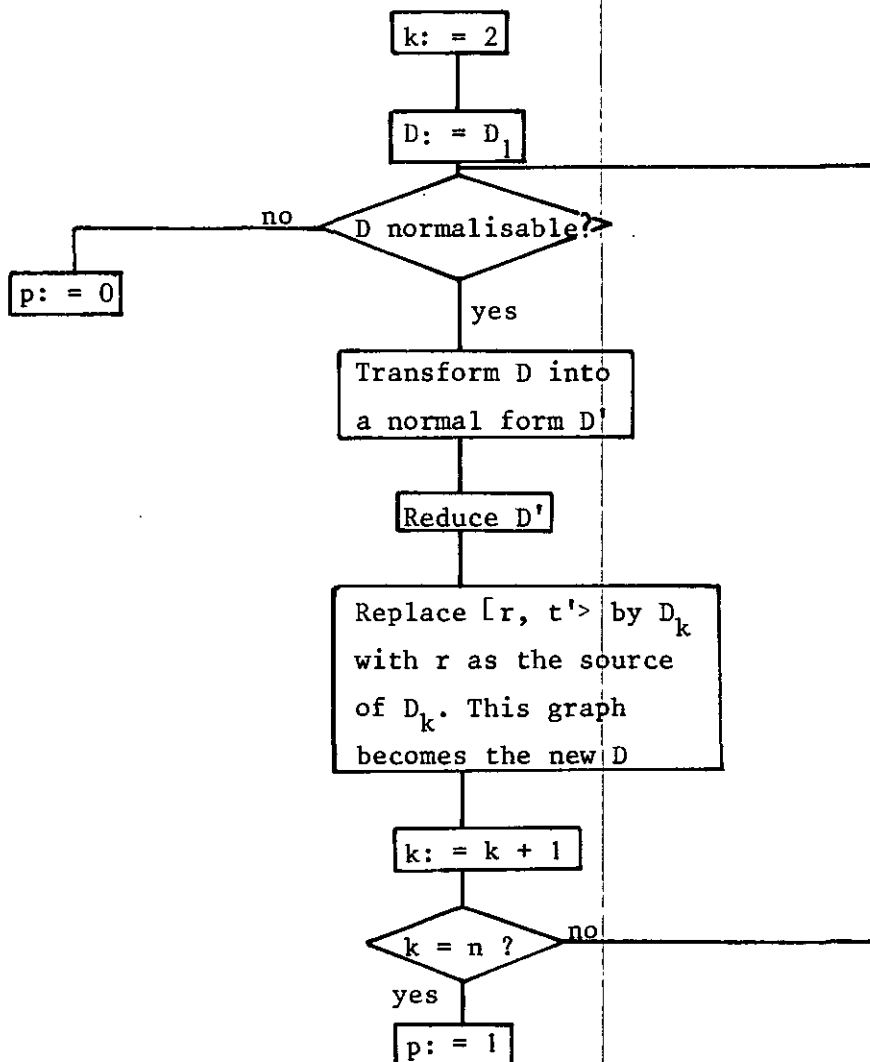 k: = 2
D: = D₁
D normalisable?
no
p: = 0
yes
Transform D into
a normal form D'
Reduce D'
Replace [r, t'> by Dₖ
with r as the source
of Dₖ. This graph
becomes the new D
k: = k + 1
k = n ?
no
yes
p: = 1